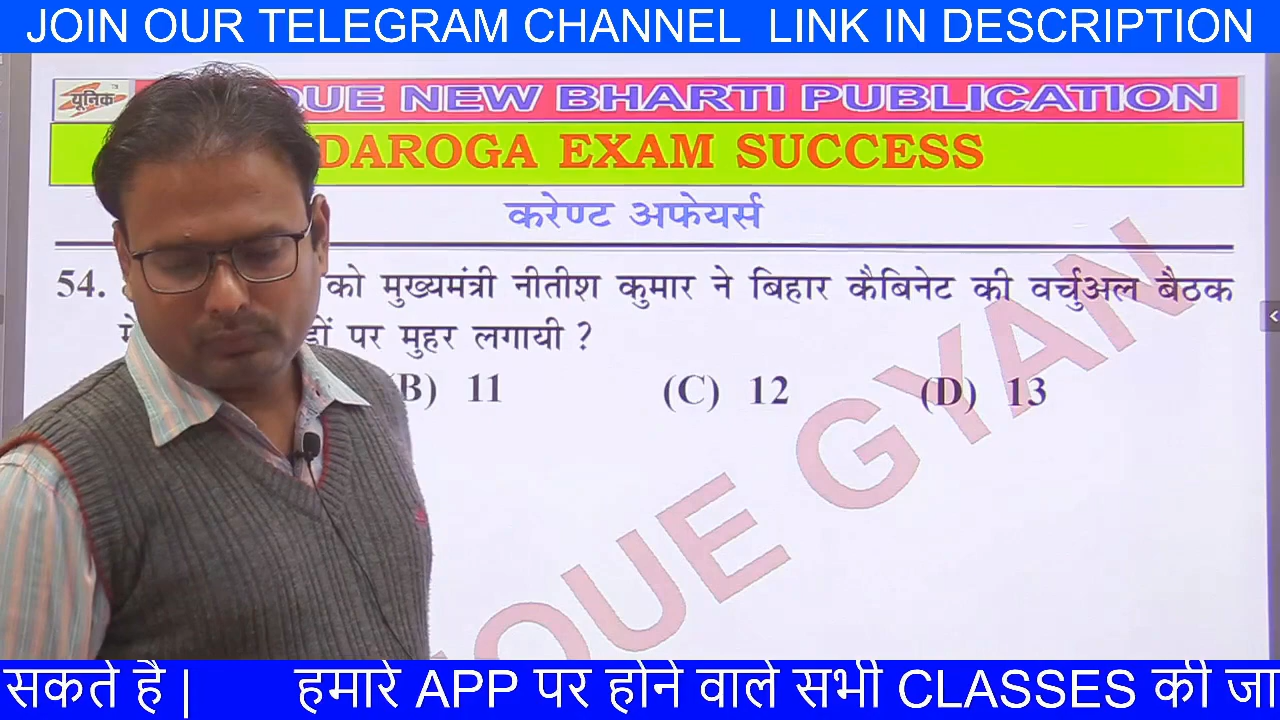 JOIN OUR TELEGRAM CHANNEL LINK IN DESCRIPTION
यूनिक
QUE NEW BHARTI PUBLICATION
DAROGA EXAM SUCCESS
करेण्ट अफेयर्स
54. को मुख्यमंत्री नीतीश कुमार ने बिहार कैबिनेट की वर्चुअल बैठक
पर मुहर लगायी ?
(B) 11 (C) 12 (D) 13
QUE GYAN
सकते है | हमारे APP पर होने वाले सभी CLASSES की जा